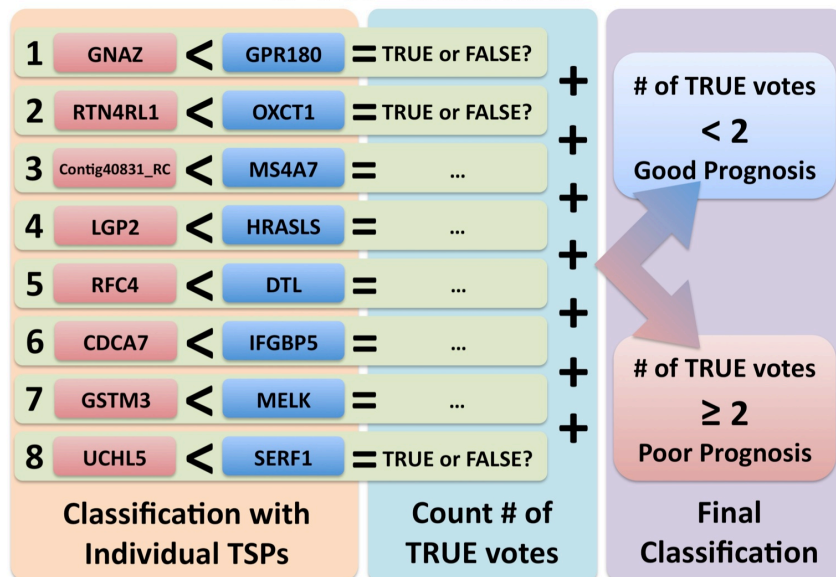 1 GNAZ < GPR180 = TRUE or FALSE?
+
2 RTN4RL1 < OXCT1 = TRUE or FALSE?
+
3 Contig40831_RC < MS4A7 = ...
+
4 LGP2 < HRASLS = ...
+
5 RFC4 < DTL = ...
+
6 CDCA7 < IFGBP5 = ...
+
7 GSTM3 < MELK = ...
+
8 UCHL5 < SERF1 = TRUE or FALSE?
# of TRUE votes
< 2
Good Prognosis
# of TRUE votes
≥ 2
Poor Prognosis
Classification with
Individual TSPs
Count # of
TRUE votes
Final
Classification